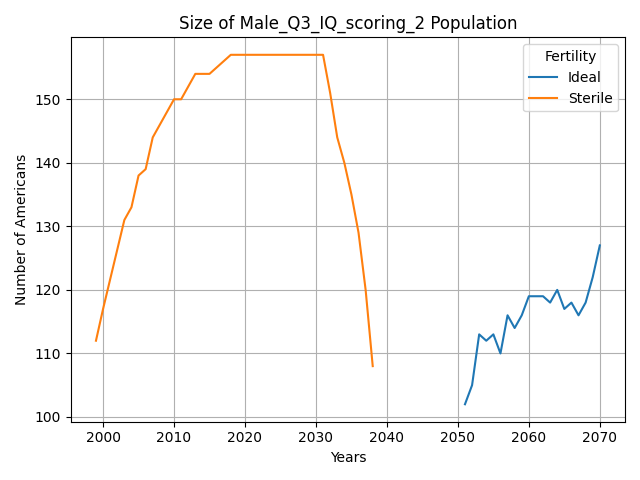 Size of Male_Q3_IQ_scoring_2 Population
Fertility
Ideal
Sterile
Number of Americans
150
140
130
120
110
100
2000 2010 2020 2030 2040 2050 2060 2070
Years